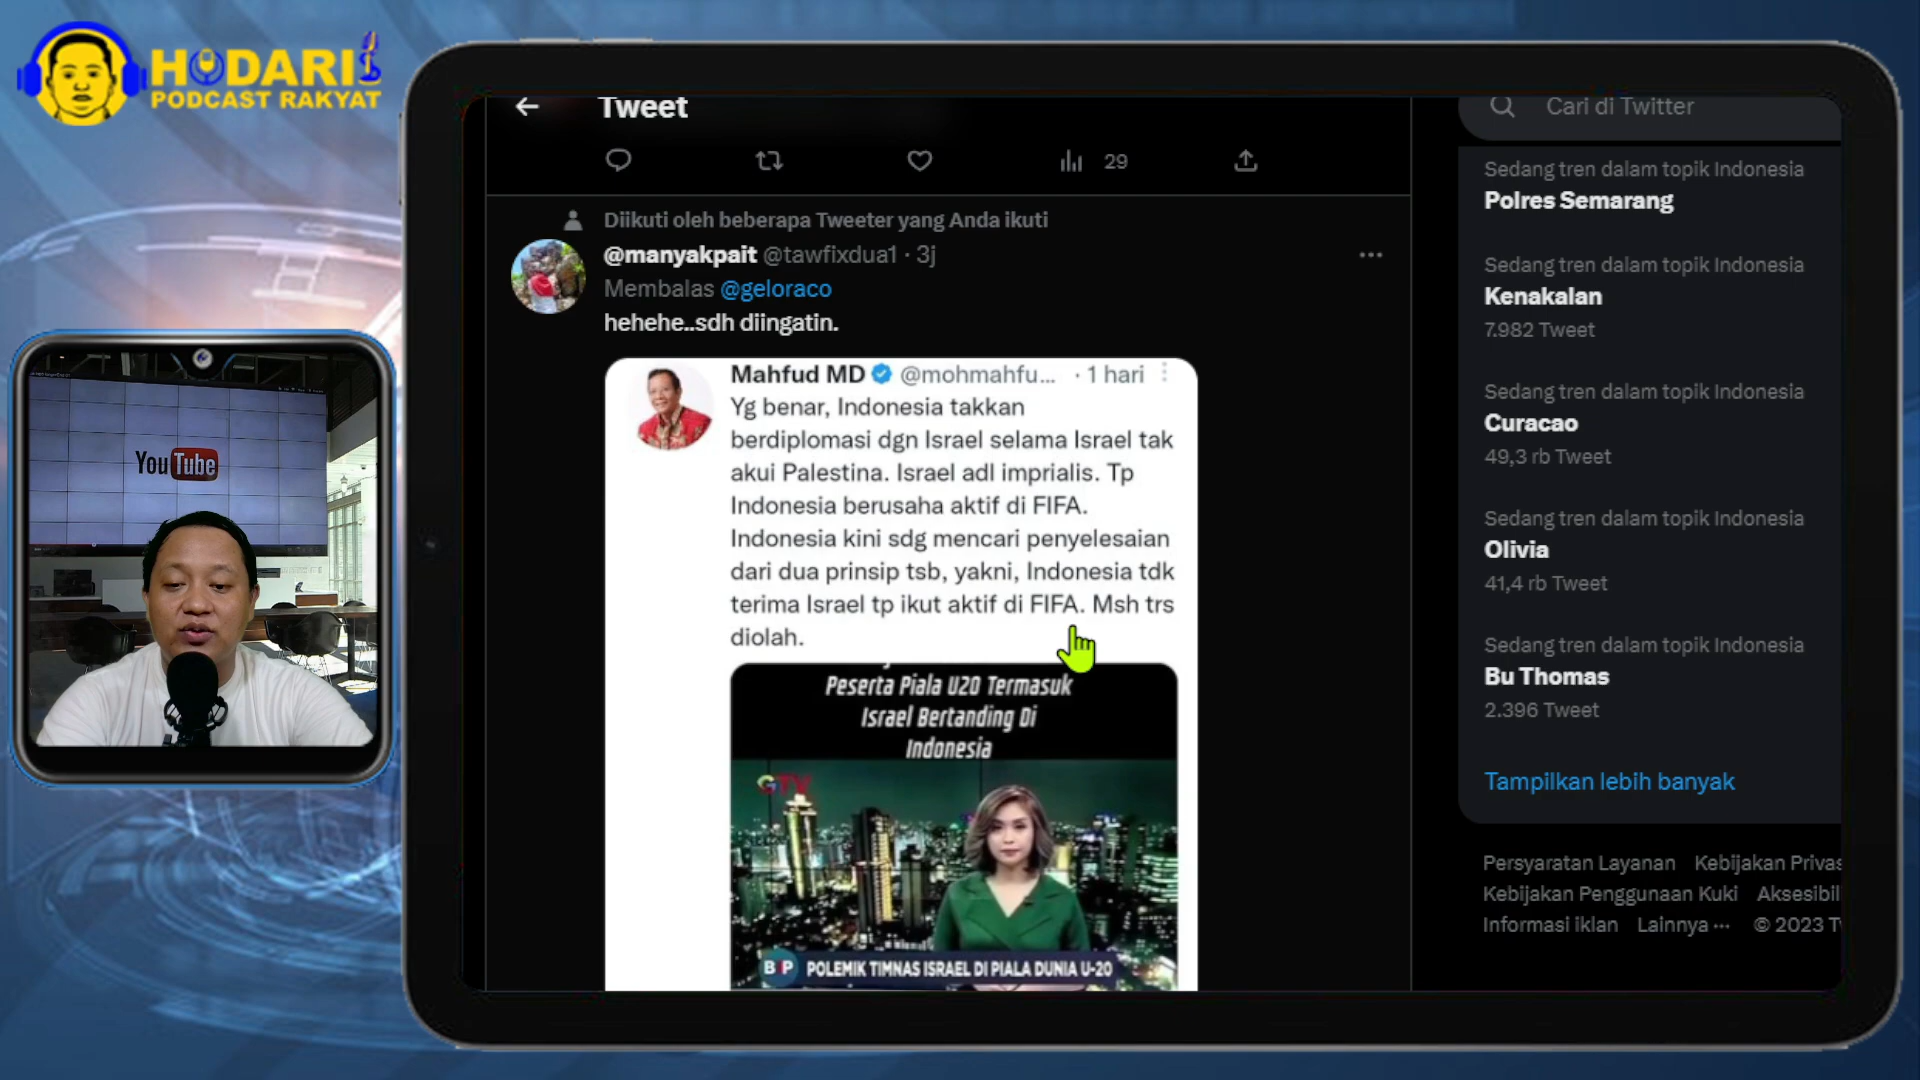 HODARI
PODCAST RAKYAT
YouTube
Tweet
29
Diikuti oleh beberapa Tweeter yang Anda ikuti
@manyakpait @tawfixdua1 · 3j
Membalas @geloraco
hehehe..sdh diingatin.
Mahfud MD @mohmahfu... · 1 hari
Yg benar, Indonesia takkan
berdiplomasi dgn Israel selama Israel tak
akui Palestina. Israel adl imprialis. Tp
Indonesia berusaha aktif di FIFA.
Indonesia kini sdg mencari penyelesaian
dari dua prinsip tsb, yakni, Indonesia tdk
terima Israel tp ikut aktif di FIFA. Msh trs
diolah.
Peserta Piala U20 Termasuk
Israel Bertanding Di
Indonesia
GTV
BIP POLEMIK TIMNAS ISRAEL DI PIALA DUNIA U-20
Cari di Twitter
Sedang tren dalam topik Indonesia
Polres Semarang
Sedang tren dalam topik Indonesia
Kenakalan
7.982 Tweet
Sedang tren dalam topik Indonesia
Curacao
49,3 rb Tweet
Sedang tren dalam topik Indonesia
Olivia
41,4 rb Tweet
Sedang tren dalam topik Indonesia
Bu Thomas
2.396 Tweet
Tampilkan lebih banyak
Persyaratan Layanan Kebijakan Privas
Kebijakan Penggunaan Kuki Aksesibil
Informasi iklan Lainnya ··· © 2023 Tw